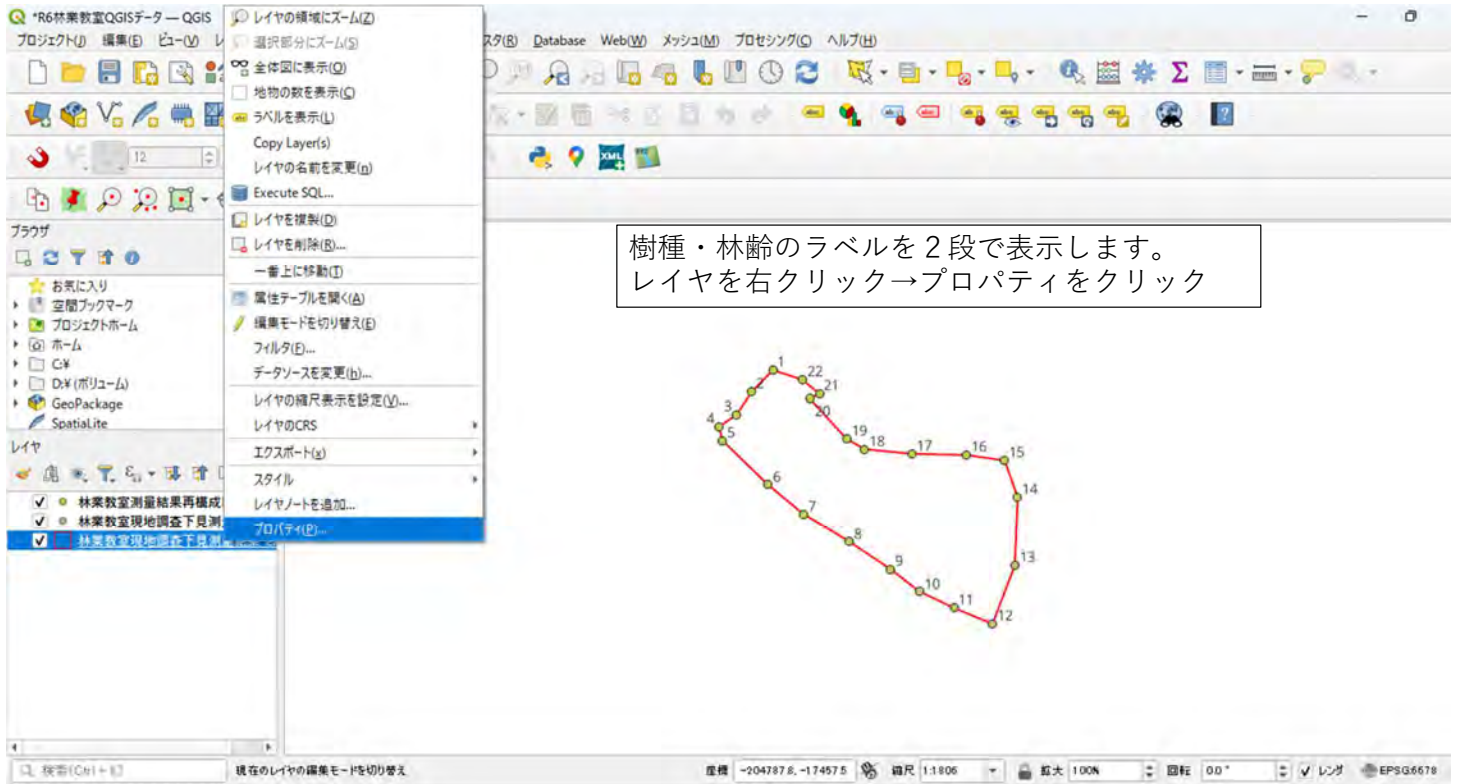 *R6林業教室QGISデータ — QGIS
プロジェクト(J) 編集(E) ビュー(V) レ
スタ(R) Database Web(W) メッシュ(M) プロセシング(C) ヘルプ(H)
レイヤの領域にズーム(Z)
選択部分にズーム(S)
全体図に表示(O)
地物の数を表示(C)
ラベルを表示(L)
Copy Layer(s)
レイヤの名前を変更(n)
Execute SQL...
レイヤを複製(D)
レイヤを削除(R)...
一番上に移動(T)
属性テーブルを開く(A)
編集モードを切り替え(E)
フィルタ(F)...
データソースを変更(h)...
レイヤの縮尺表示を設定(V)...
レイヤのCRS
エクスポート(x)
スタイル
レイヤノートを追加...
プロパティ(P)...
12
XML
ブラウザ
お気に入り
空間ブックマーク
プロジェクトホーム
ホーム
C:¥
D:¥ (ボリューム)
GeoPackage
SpatiaLite
レイヤ
林業教室測量結果再構成
林業教室現地調査下見測
林業教室現地調査下見測
樹種・林齢のラベルを２段で表示します。
レイヤを右クリック→プロパティをクリック
1
22
2
21
3
20
4
5
19
18
17
16
15
6
14
7
8
13
9
10
11
12
検索(Ctrl+K)
現在のレイヤの編集モードを切り替え
座標 -204787.8,-174575
縮尺 1:1806
拡大 100%
回転 0.0 °
レンダ
EPSG:6678